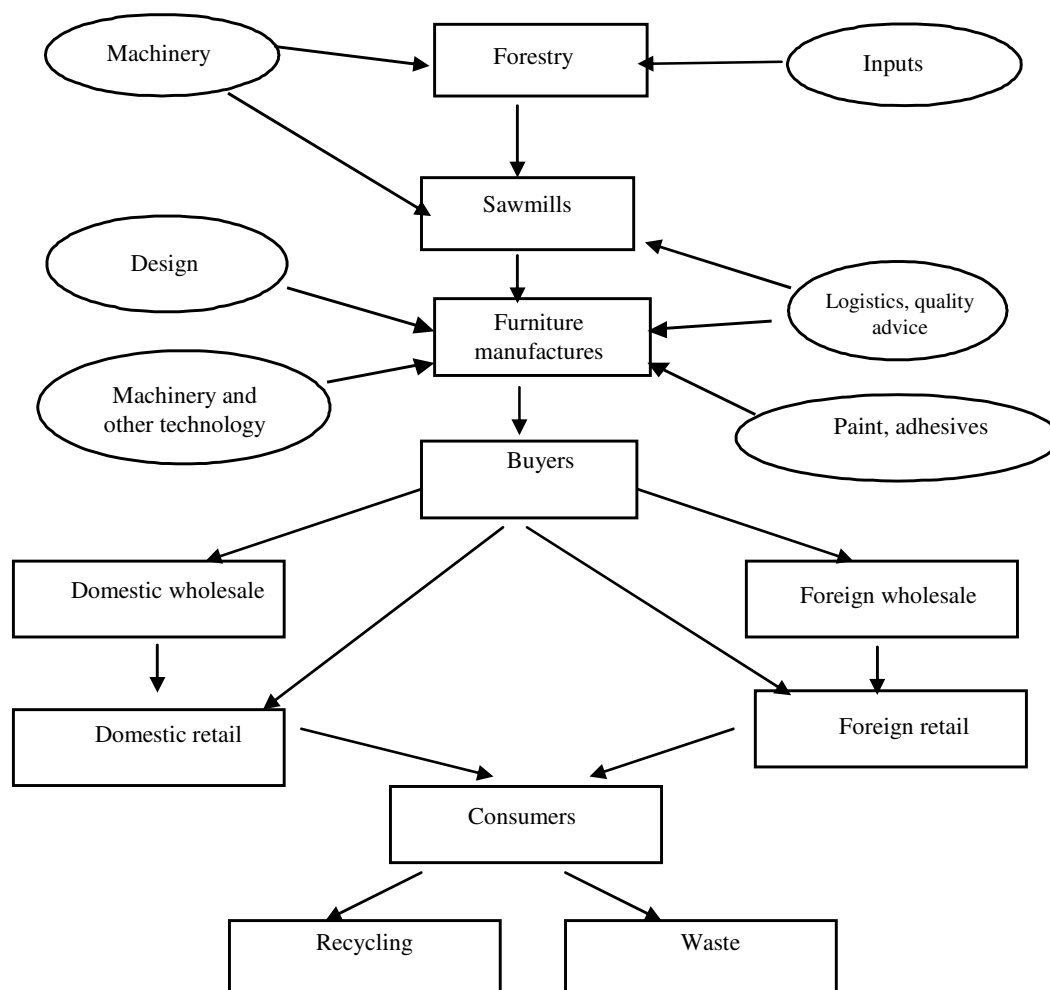 Machinery
Forestry
Inputs
Sawmills
Design
Logistics, quality
advice
Furniture
manufactures
Machinery and
other technology
Paint, adhesives
Buyers
Domestic wholesale
Foreign wholesale
Domestic retail
Foreign retail
Consumers
Recycling
Waste